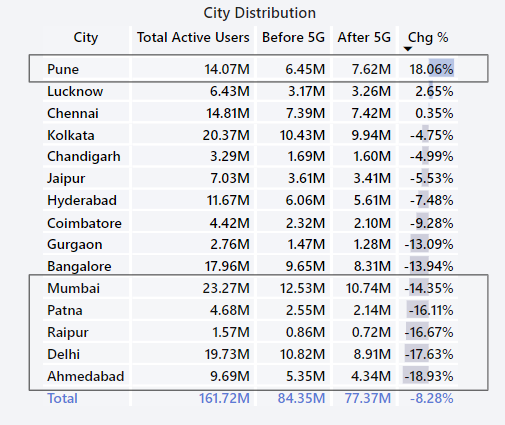 City Distribution
City Total Active Users Before 5G After 5G Chg %
Pune 14.07M 6.45M 7.62M 18.06%
Lucknow 6.43M 3.17M 3.26M 2.65%
Chennai 14.81M 7.39M 7.42M 0.35%
Kolkata 20.37M 10.43M 9.94M -4.75%
Chandigarh 3.29M 1.69M 1.60M -4.99%
Jaipur 7.03M 3.61M 3.41M -5.53%
Hyderabad 11.67M 6.06M 5.61M -7.48%
Coimbatore 4.42M 2.32M 2.10M -9.28%
Gurgaon 2.76M 1.47M 1.28M -13.09%
Bangalore 17.96M 9.65M 8.31M -13.94%
Mumbai 23.27M 12.53M 10.74M -14.35%
Patna 4.68M 2.55M 2.14M -16.11%
Raipur 1.57M 0.86M 0.72M -16.67%
Delhi 19.73M 10.82M 8.91M -17.63%
Ahmedabad 9.69M 5.35M 4.34M -18.93%
Total 161.72M 84.35M 77.37M -8.28%